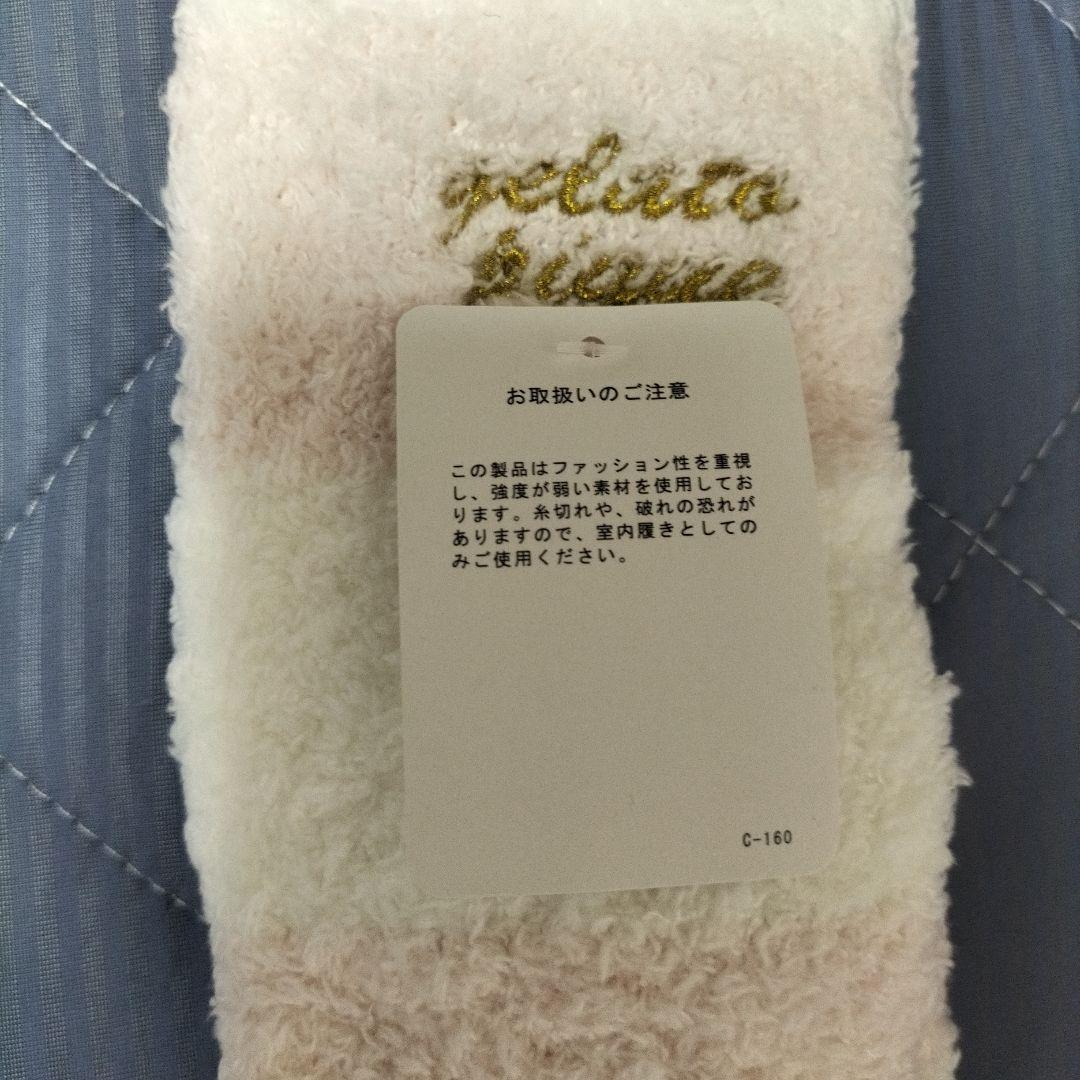 gelato
pique
お取扱いのご注意
この製品はファッション性を重視
し、強度が弱い素材を使用してお
ります。糸切れや、破れの恐れが
ありますので、室内履きとしての
みご使用ください。
C-160